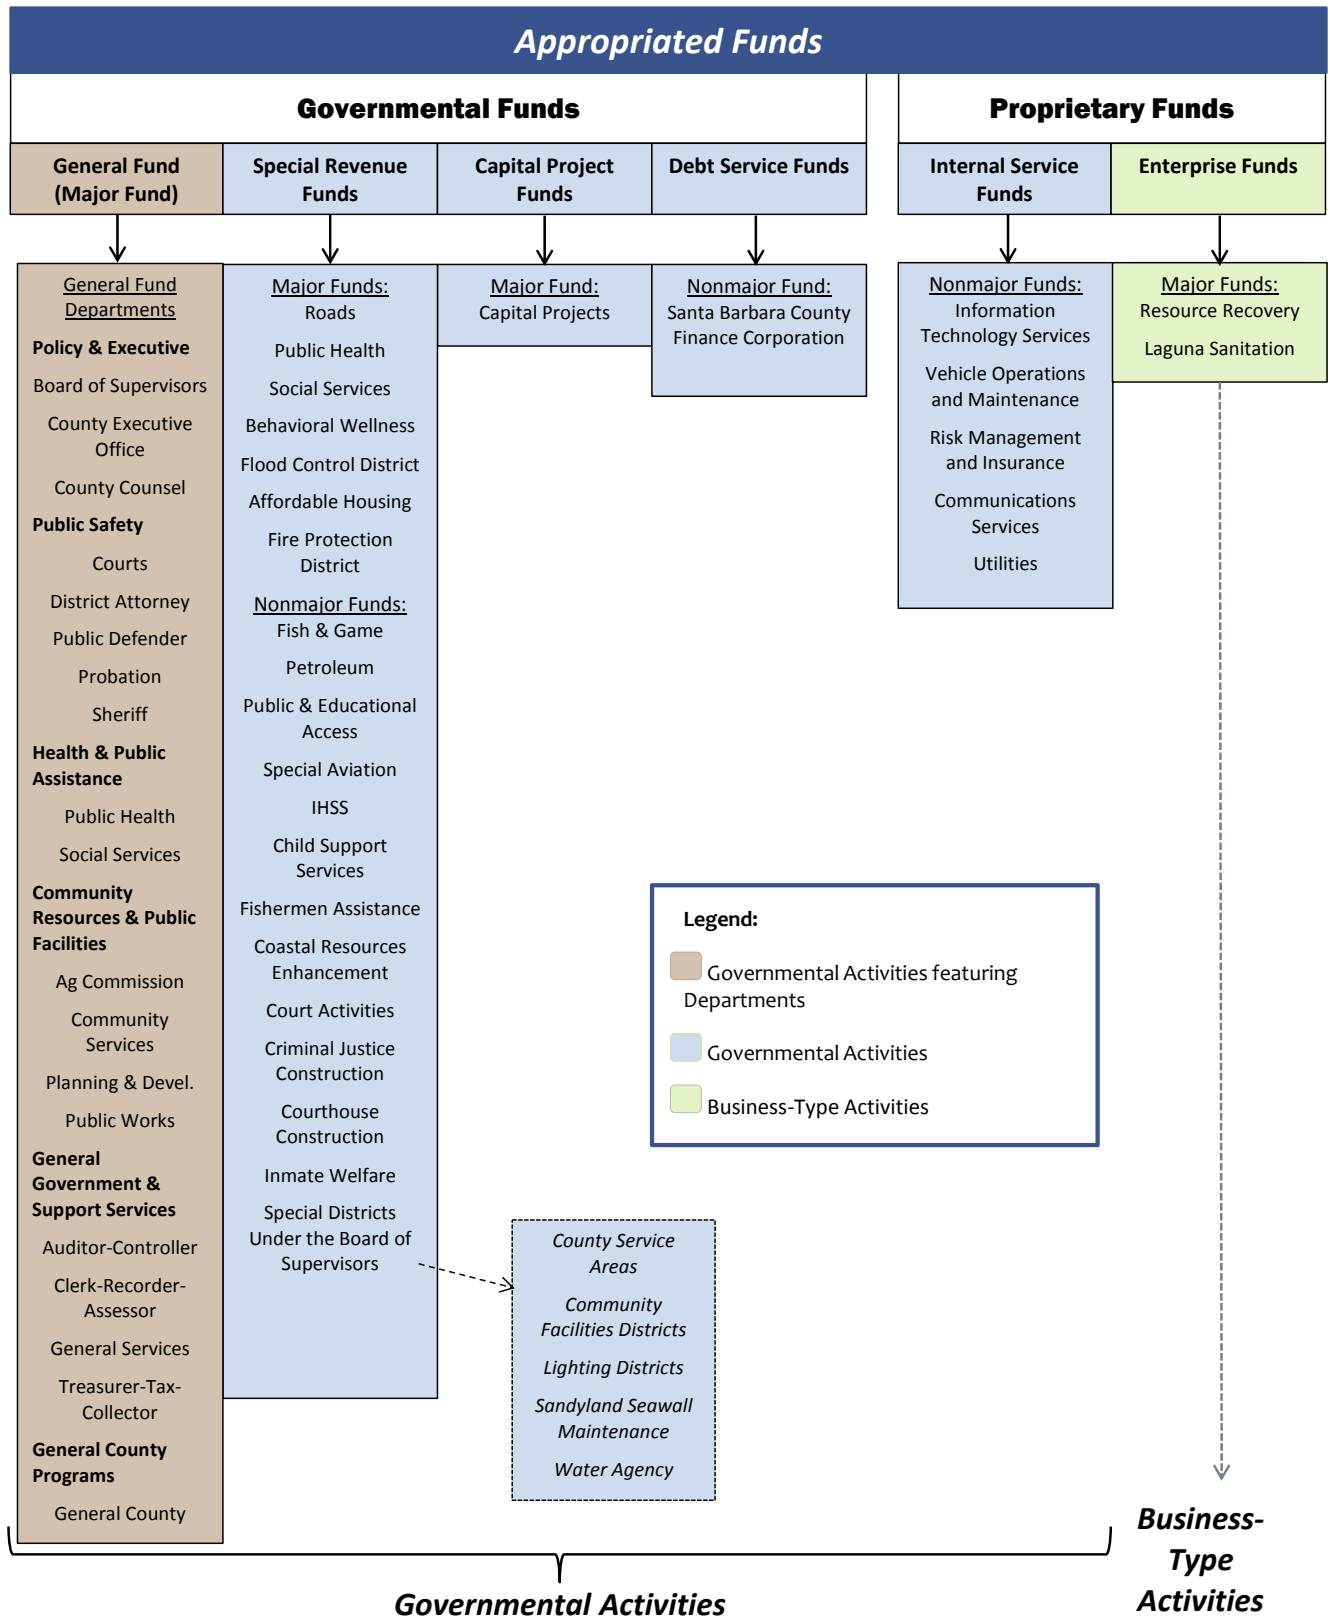 Appropriated Funds
Governmental Funds
Proprietary Funds
General Fund
(Major Fund)
Special Revenue
Funds
Capital Project
Funds
Debt Service Funds
Internal Service
Funds
Enterprise Funds
General Fund
Departments
Policy & Executive
Board of Supervisors
County Executive
Office
County Counsel
Public Safety
Courts
District Attorney
Public Defender
Probation
Sheriff
Health & Public
Assistance
Public Health
Social Services
Community
Resources & Public
Facilities
Ag Commission
Community
Services
Planning & Devel.
Public Works
General
Government &
Support Services
Auditor-Controller
Clerk-Recorder-
Assessor
General Services
Treasurer-Tax-
Collector
General County
Programs
General County
Major Funds:
Roads
Public Health
Social Services
Behavioral Wellness
Flood Control District
Affordable Housing
Fire Protection
District
Nonmajor Funds:
Fish & Game
Petroleum
Public & Educational
Access
Special Aviation
IHSS
Child Support
Services
Fishermen Assistance
Coastal Resources
Enhancement
Court Activities
Criminal Justice
Construction
Courthouse
Construction
Inmate Welfare
Special Districts
Under the Board of
Supervisors
County Service
Areas
Community
Facilities Districts
Lighting Districts
Sandyland Seawall
Maintenance
Water Agency
Major Fund:
Capital Projects
Nonmajor Fund:
Santa Barbara County
Finance Corporation
Nonmajor Funds:
Information
Technology Services
Vehicle Operations
and Maintenance
Risk Management
and Insurance
Communications
Services
Utilities
Major Funds:
Resource Recovery
Laguna Sanitation
Legend:
Governmental Activities featuring
Departments
Governmental Activities
Business-Type Activities
Governmental Activities
Business-
Type
Activities